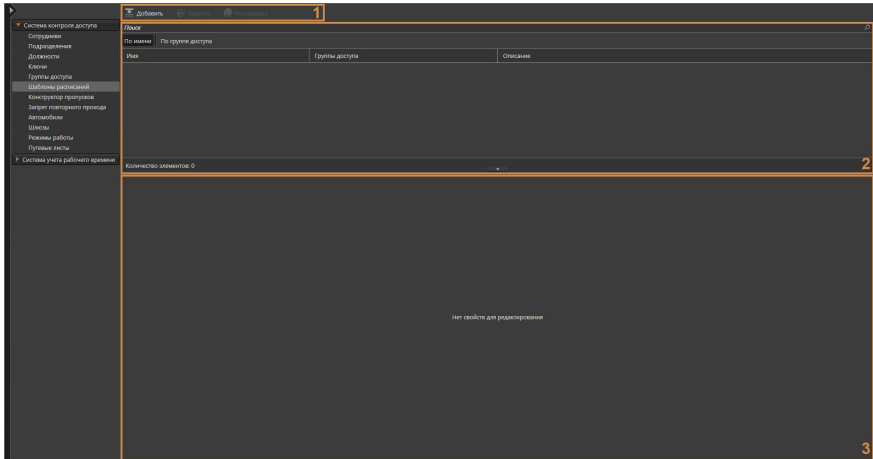 Добавить
1
Система контроля доступа
Сотрудники
Подразделения
Должности
Ключи
Группы доступа
Шаблоны расписаний
Конструктор пропусков
Запрет повторного прохода
Автомобили
Шлюзы
Режимы работы
Путевые листы
Система учета рабочего времени
Поиск
По имени По группе доступа
Имя Группы доступа Описание
Количество элементов: 0
2
Нет свойств для редактирования
3